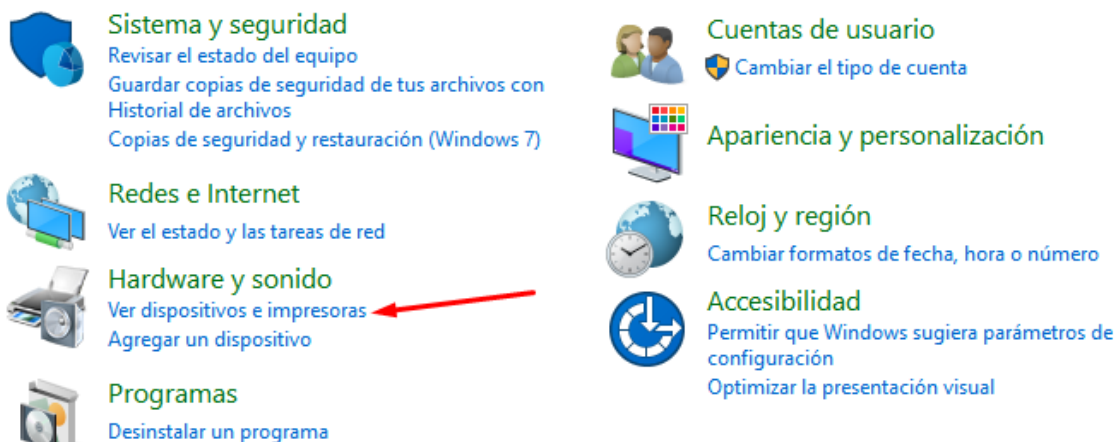 Sistema y seguridad
Revisar el estado del equipo
Guardar copias de seguridad de tus archivos con
Historial de archivos
Copias de seguridad y restauración (Windows 7)
Redes e Internet
Ver el estado y las tareas de red
Hardware y sonido
Ver dispositivos e impresoras
Agregar un dispositivo
Programas
Desinstalar un programa
Cuentas de usuario
Cambiar el tipo de cuenta
Apariencia y personalización
Reloj y región
Cambiar formatos de fecha, hora o número
Accesibilidad
Permitir que Windows sugiera parámetros de
configuración
Optimizar la presentación visual